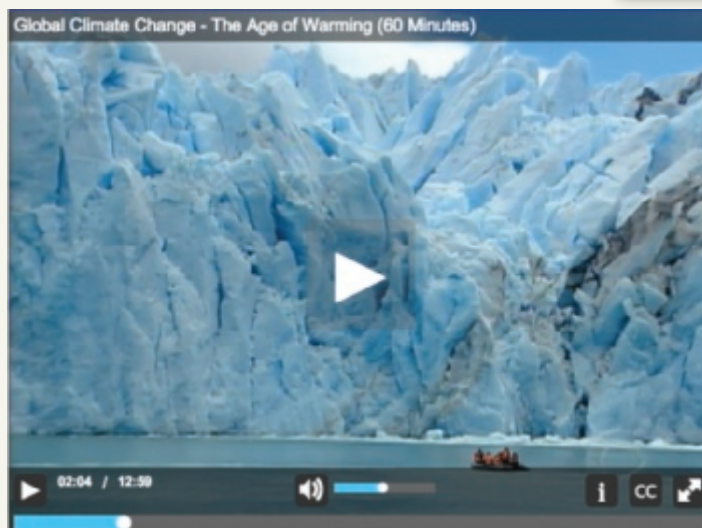 Global Climate Change - The Age of Warming (60 Minutes)
02:04 / 12:59
i CC